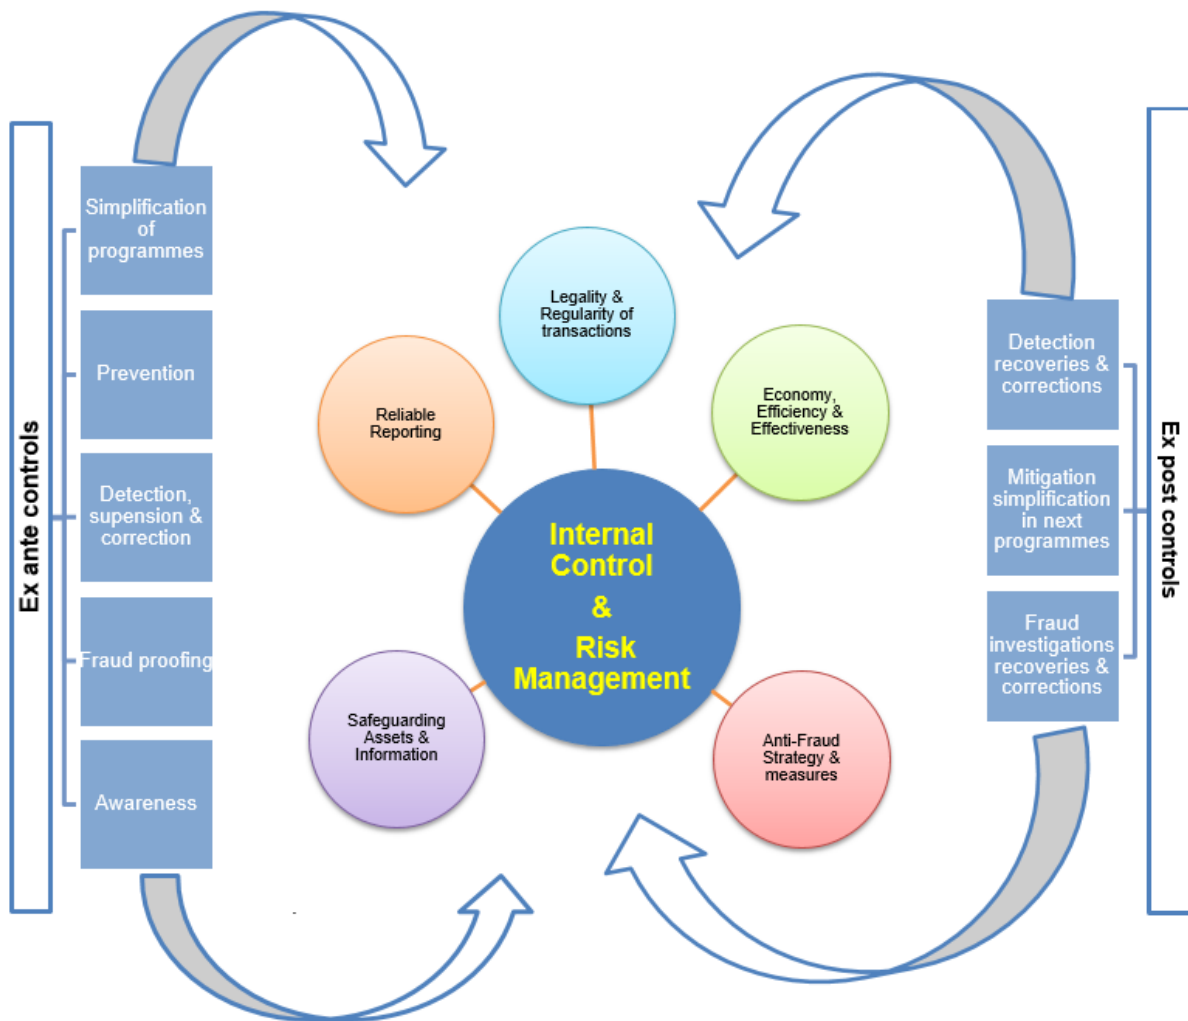 Ex ante controls
Simplification
of
programmes
Prevention
Detection,
supension &
correction
Fraud proofing
Awareness
Legality &
Regularity of
transactions
Reliable
Reporting
Economy,
Efficiency &
Effectiveness
Internal
Control
&
Risk
Management
Safeguarding
Assets &
Information
Anti-Fraud
Strategy &
measures
Detection
recoveries &
corrections
Mitigation
simplification
in next
programmes
Fraud
investigations
recoveries &
corrections
Ex post controls